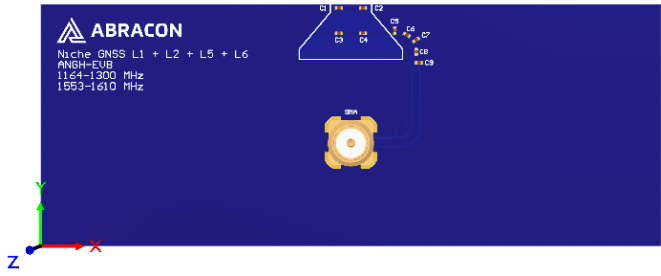 ABRACON
Niche GNSS L1 + L2 + L5 + L6
ANGH-EVB
1164-1300 MHz
1553-1610 MHz
C1
C2
C3
C4
C5
C6
C7
C8
C9
SMA
Y
X
Z